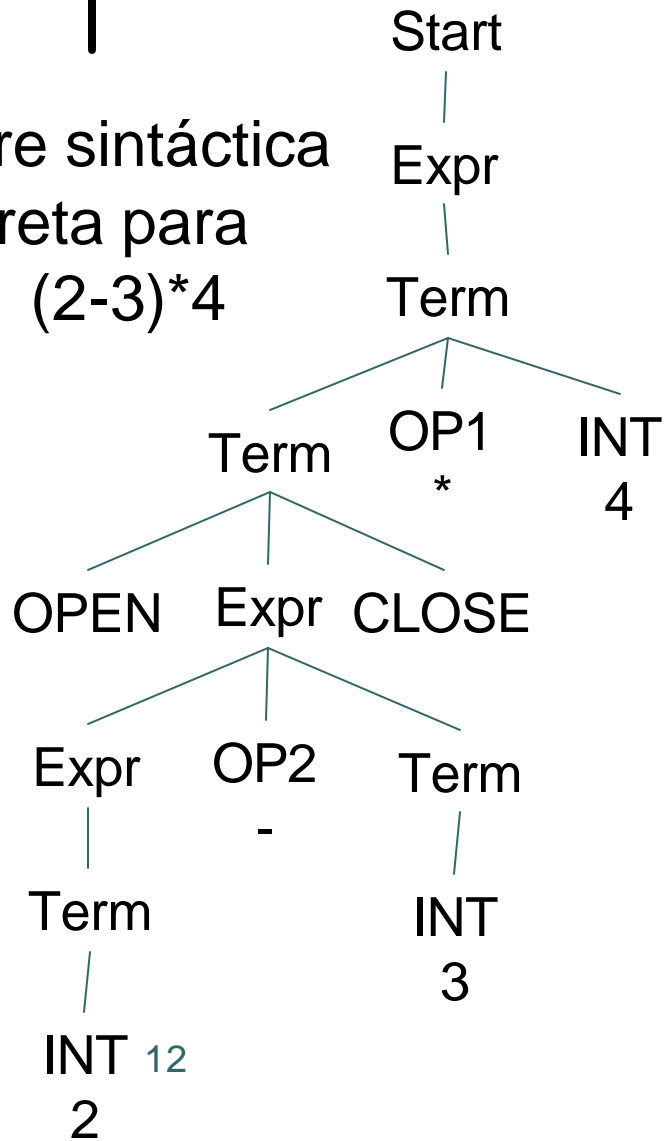 Start
re sintáctica
Expr
reta para
(2-3)*4
Term
Term OP1 INT
* 4
OPEN Expr CLOSE
Expr OP2 Term
-
Term INT
3
INT 12
2